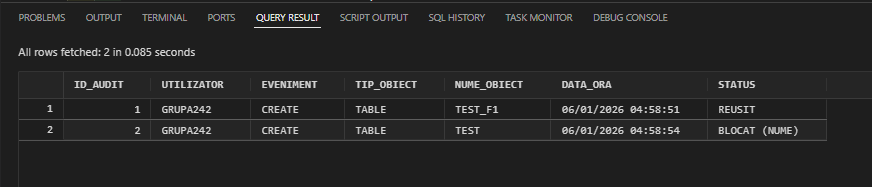 PROBLEMS OUTPUT TERMINAL PORTS QUERY RESULT SCRIPT OUTPUT SQL HISTORY TASK MONITOR DEBUG CONSOLE
All rows fetched: 2 in 0.085 seconds
ID_AUDIT UTILIZATOR EVENIMENT TIP_OBIECT NUME_OBIECT DATA_ORA STATUS
1 1 GRUPA242 CREATE TABLE TEST_F1 06/01/2026 04:58:51 REUSIT
2 2 GRUPA242 CREATE TABLE TEST 06/01/2026 04:58:54 BLOCAT (NUME)